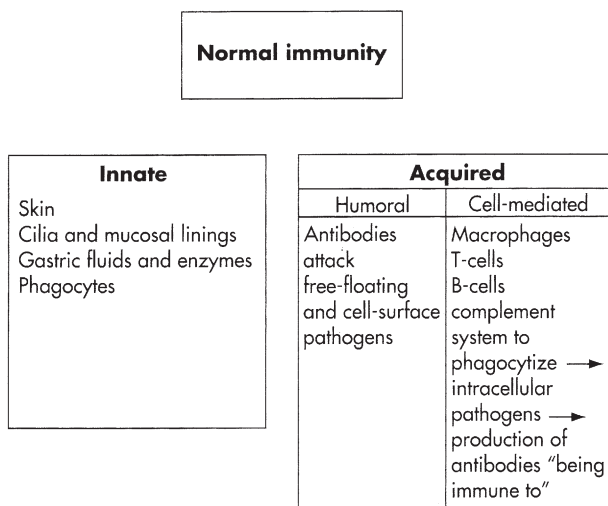 Normal immunity
Innate
Skin
Cilia and mucosal linings
Gastric fluids and enzymes
Phagocytes
Acquired
Humoral
Antibodies
attack
free-floating
and cell-surface
pathogens
Cell-mediated
Macrophages
T-cells
B-cells
complement
system to
phagocytize →
intracellular
pathogens →
production of
antibodies “being
immune to”